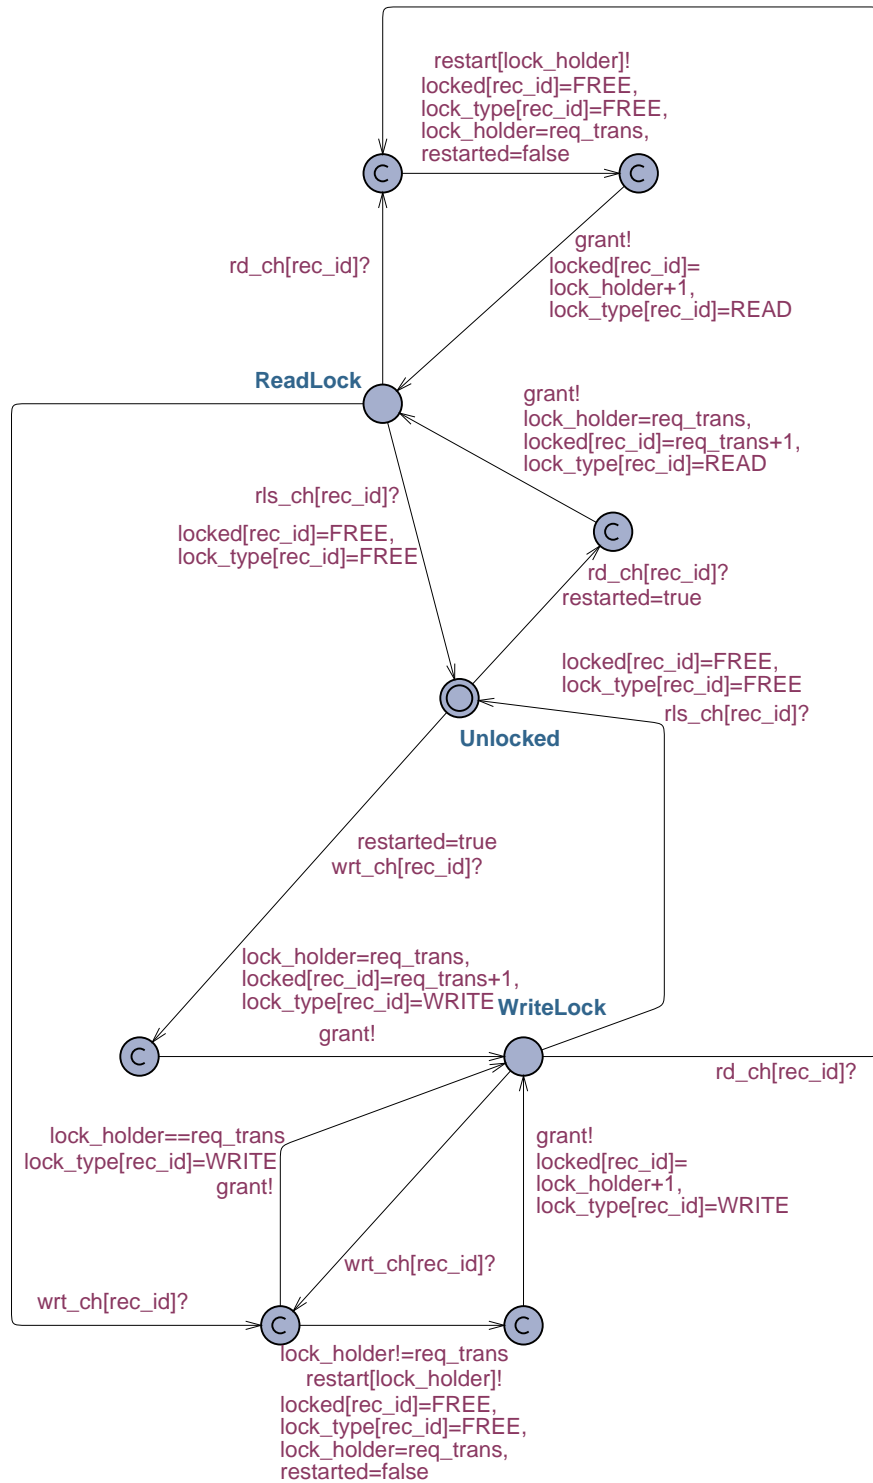 restart[lock_holder]!
locked[rec_id]=FREE,
lock_type[rec_id]=FREE,
lock_holder=req_trans,
restarted=false
C
C
grant!
locked[rec_id]=
lock_holder+1,
lock_type[rec_id]=READ
rd_ch[rec_id]?
ReadLock
grant!
lock_holder=req_trans,
locked[rec_id]=req_trans+1,
lock_type[rec_id]=READ
rls_ch[rec_id]?
locked[rec_id]=FREE,
lock_type[rec_id]=FREE
C
rd_ch[rec_id]?
restarted=true
locked[rec_id]=FREE,
lock_type[rec_id]=FREE
rls_ch[rec_id]?
Unlocked
restarted=true
wrt_ch[rec_id]?
lock_holder=req_trans,
locked[rec_id]=req_trans+1,
lock_type[rec_id]=WRITE
grant!
WriteLock
C
rd_ch[rec_id]?
lock_holder==req_trans
lock_type[rec_id]=WRITE
grant!
grant!
locked[rec_id]=
lock_holder+1,
lock_type[rec_id]=WRITE
wrt_ch[rec_id]?
wrt_ch[rec_id]?
C
C
lock_holder!=req_trans
restart[lock_holder]!
locked[rec_id]=FREE,
lock_type[rec_id]=FREE,
lock_holder=req_trans,
restarted=false